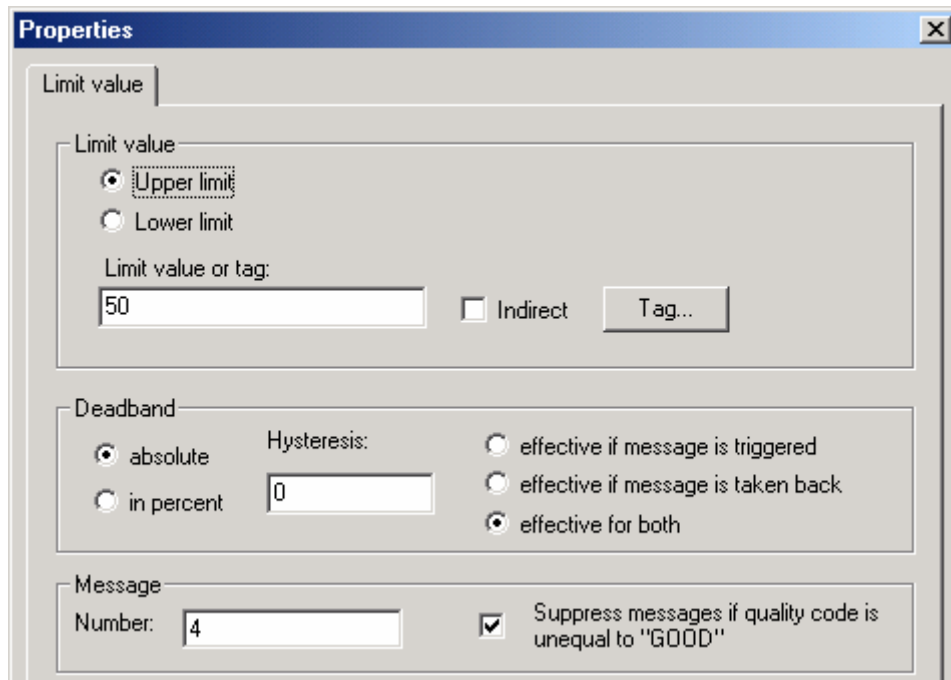 Properties
Limit value
Limit value
Upper limit
Lower limit
Limit value or tag:
50
Indirect
Tag...
Deadband
absolute
in percent
Hysteresis:
0
effective if message is triggered
effective if message is taken back
effective for both
Message
Number:
4
Suppress messages if quality code is
unequal to "GOOD"